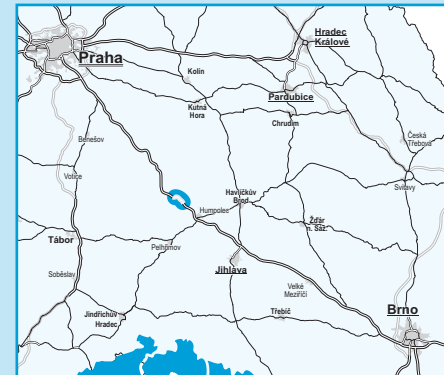 Praha
Hradec
Králové
Kolín
Pardubice
Kutná
Hora
Chrudim
Benešov
Česká
Třebová
Votice
Svitavy
Havlíčkův
Brod
Humpolec
Žďár
n. Sáz.
Tábor
Pelhřimov
Jihlava
Soběslav
Velké
Meziříčí
Jindřichův
Hradec
Třebíč
Brno